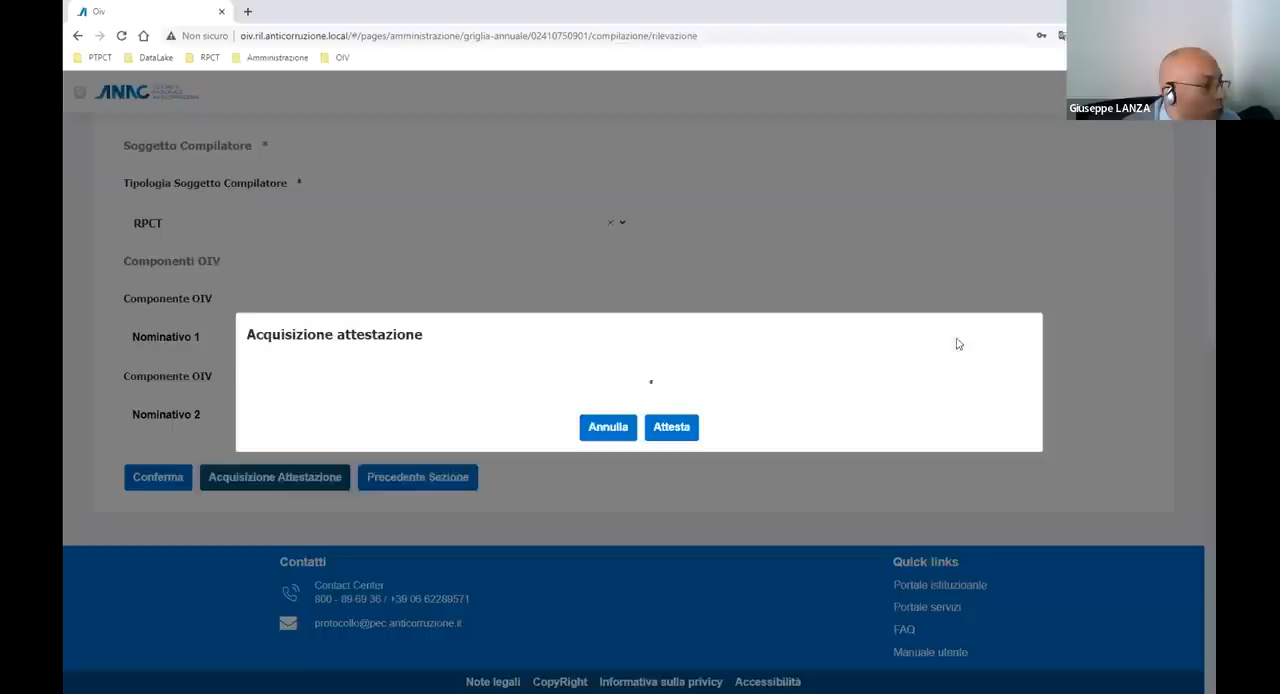 Oiv
Non sicuro
oiv.ril.anticorruzione.local/#/pages/amministrazione/griglia-annuale/02410750901/compilazione/rilevazione
PTPCT DataLake RPCT Amministrazione OIV
Giuseppe LANZA
ANAC
Soggetto Compilatore *
Tipologia Soggetto Compilatore *
RPCT
Componenti OIV
Componente OIV
Nominativo 1
Componente OIV
Nominativo 2
Acquisizione attestazione
Annulla Attesta
Conferma Acquisizione Attestazione Precedente Sezione
Contatti
Contact Center
800 - 89 69 36 / +39 06 62289571
protocollo@pec.anticorruzione.it
Quick links
Portale istituzionale
Portale servizi
FAQ
Manuale utente
Note legali CopyRight Informativa sulla privacy Accessibilità